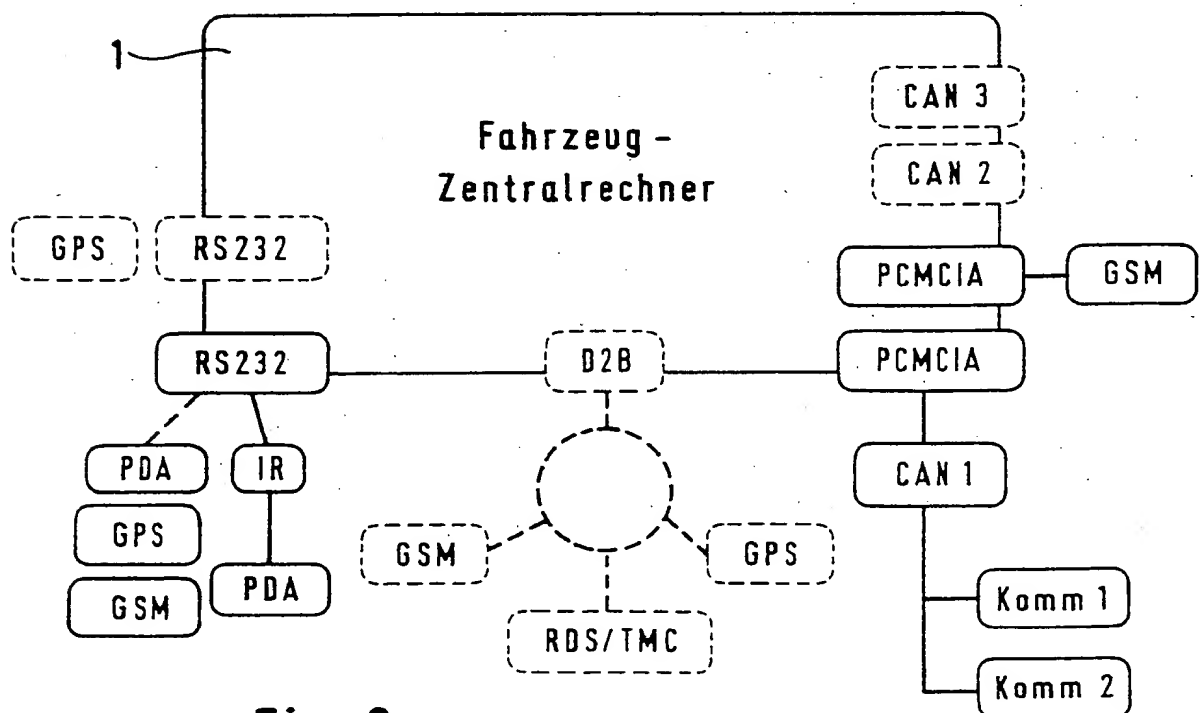 1
Fahrzeug -
Zentralrechner
CAN 3
CAN 2
GPS
RS232
PCMCIA
GSM
RS232
D2B
PCMCIA
PDA
IR
CAN 1
GPS
GSM
PDA
GSM
GPS
RDS/TMC
Komm 1
Komm 2